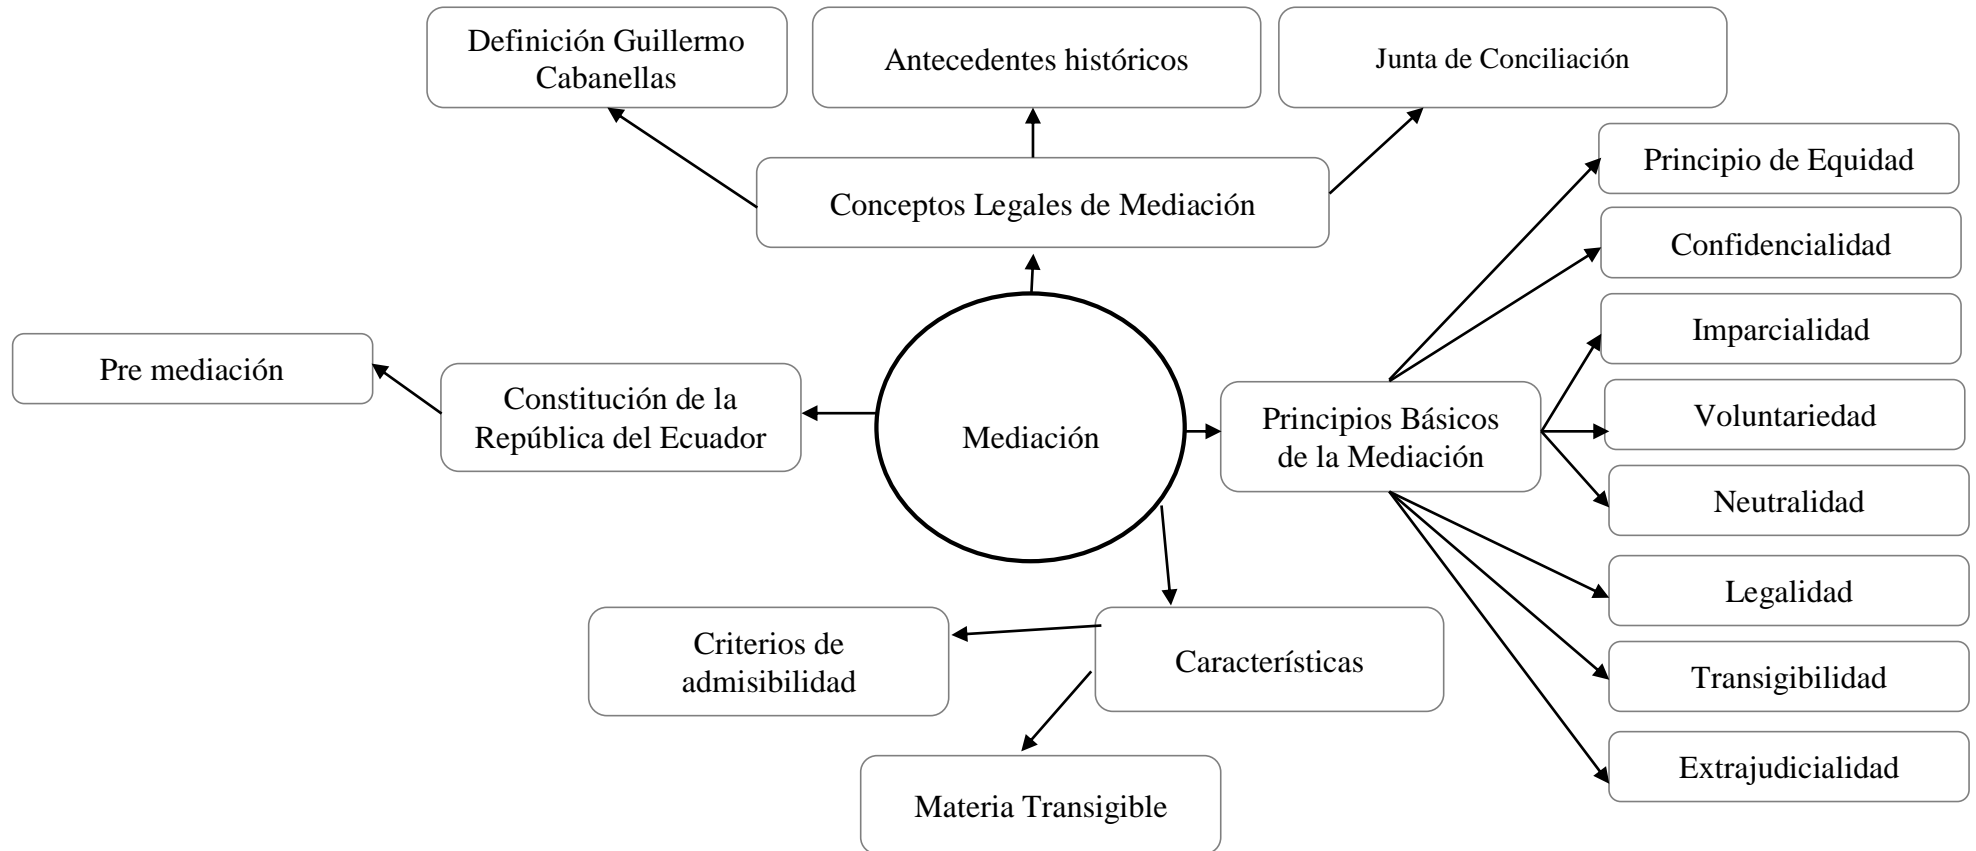 Definición Guillermo
Cabanellas
Antecedentes históricos
Junta de Conciliación
Conceptos Legales de Mediación
Principio de Equidad
Confidencialidad
Imparcialidad
Voluntariedad
Neutralidad
Legalidad
Transigibilidad
Extrajudicialidad
Pre mediación
Constitución de la
República del Ecuador
Mediación
Principios Básicos
de la Mediación
Criterios de
admisibilidad
Características
Materia Transigible